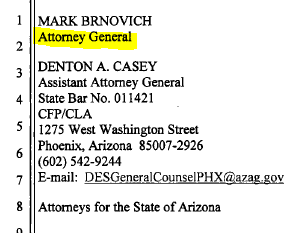 1 MARK BRNOVICH
Attorney General
2
DENTON A. CASEY
3 Assistant Attorney General
4 State Bar No. 011421
CFP/CLA
5 1275 West Washington Street
6 Phoenix, Arizona 85007-2926
(602) 542-9244
7 E-mail: DESGeneralCounselPHX@azag.gov
8 Attorneys for the State of Arizona